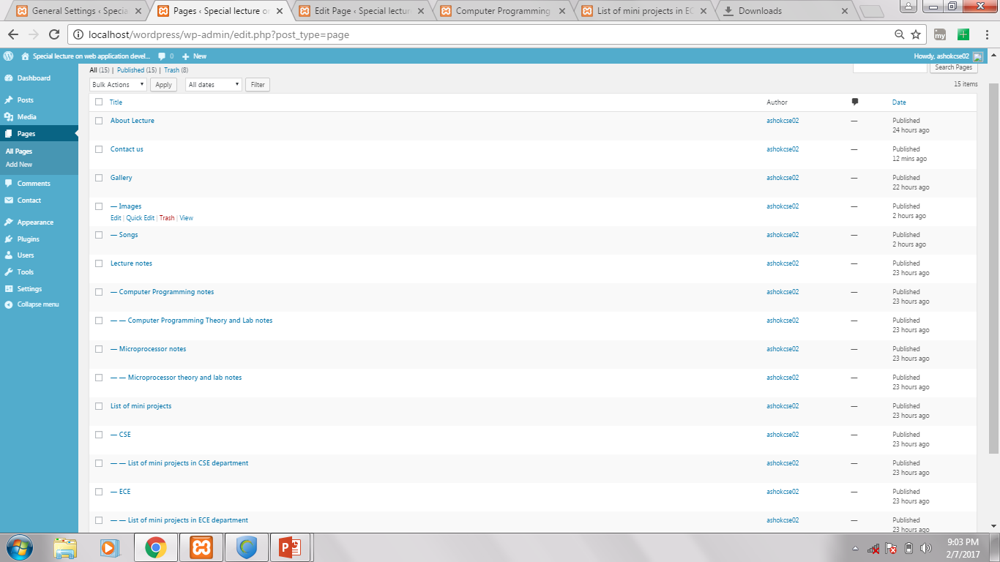 General Settings ‹ Specia
Pages ‹ Special lecture o
Edit Page ‹ Special lectur
Computer Programming
List of mini projects in EC
Downloads
localhost/wordpress/wp-admin/edit.php?post_type=page
my
Special lecture on web application devel...
0
New
Howdy, ashokcse02
Dashboard
Posts
Media
Pages
All Pages
Add New
Comments
Contact
Appearance
Plugins
Users
Tools
Settings
Collapse menu
All (15) | Published (15) | Trash (8)
Search Pages
Bulk Actions
Apply
All dates
Filter
15 items
Title
Author
Date
About Lecture
ashokcse02
—
Published
24 hours ago
Contact us
ashokcse02
—
Published
12 mins ago
Gallery
ashokcse02
—
Published
22 hours ago
— Images
Edit | Quick Edit | Trash | View
ashokcse02
—
Published
2 hours ago
— Songs
ashokcse02
—
Published
2 hours ago
Lecture notes
ashokcse02
—
Published
23 hours ago
— Computer Programming notes
ashokcse02
—
Published
23 hours ago
— — Computer Programming Theory and Lab notes
ashokcse02
—
Published
23 hours ago
— Microprocessor notes
ashokcse02
—
Published
23 hours ago
— — Microprocessor theory and lab notes
ashokcse02
—
Published
23 hours ago
List of mini projects
ashokcse02
—
Published
23 hours ago
— CSE
ashokcse02
—
Published
23 hours ago
— — List of mini projects in CSE department
ashokcse02
—
Published
23 hours ago
— ECE
ashokcse02
—
Published
23 hours ago
— — List of mini projects in ECE department
ashokcse02
—
Published
23 hours ago
9:03 PM
2/7/2017